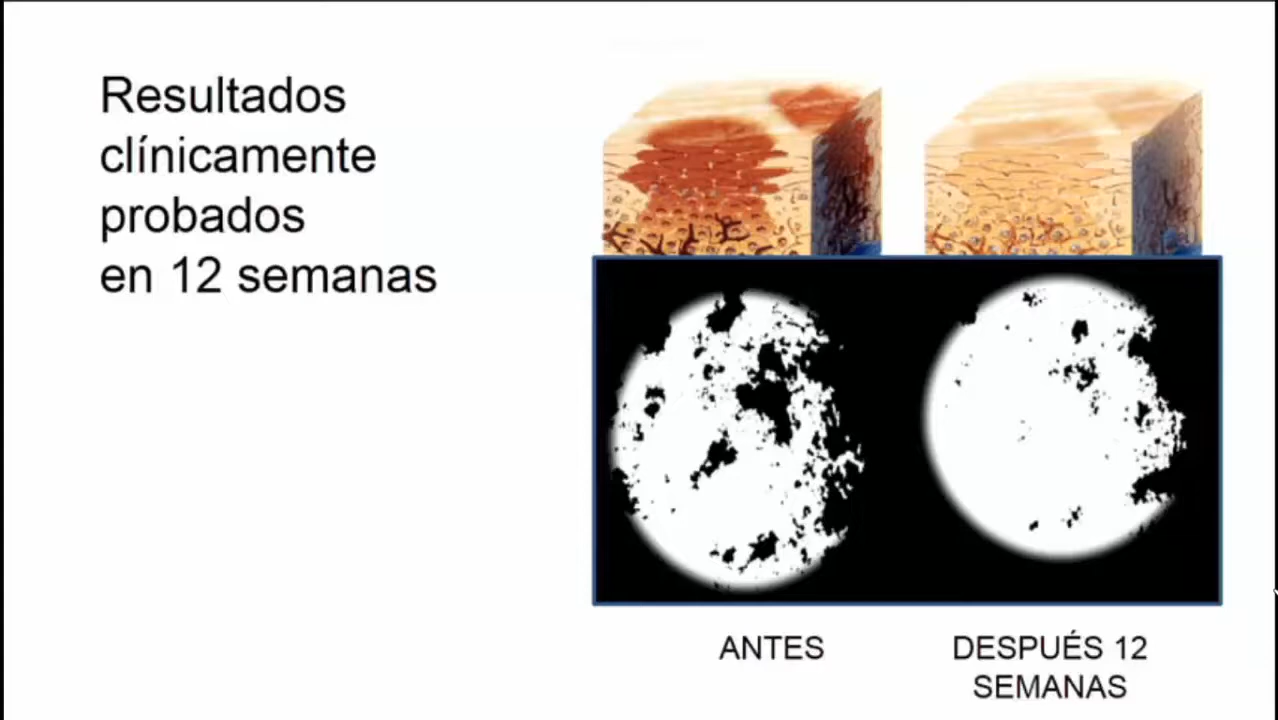 Resultados
clínicamente
probados
en 12 semanas
ANTES
DESPUÉS 12
SEMANAS